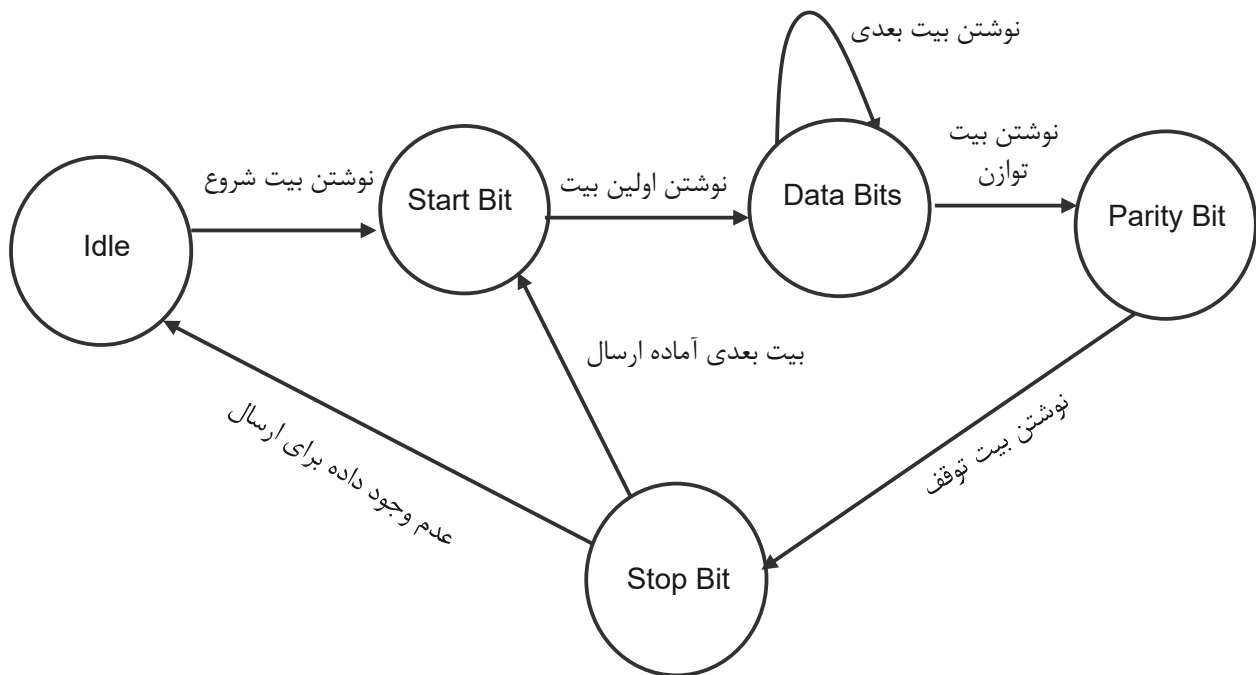 نوشتن بیت بعدی
نوشتن بیت
توازن
نوشتن بیت شروع
نوشتن اولین بیت
Idle
Start Bit
Data Bits
Parity Bit
بیت بعدی آماده ارسال
عدم وجود داده برای ارسال
نوشتن بیت توقف
Stop Bit